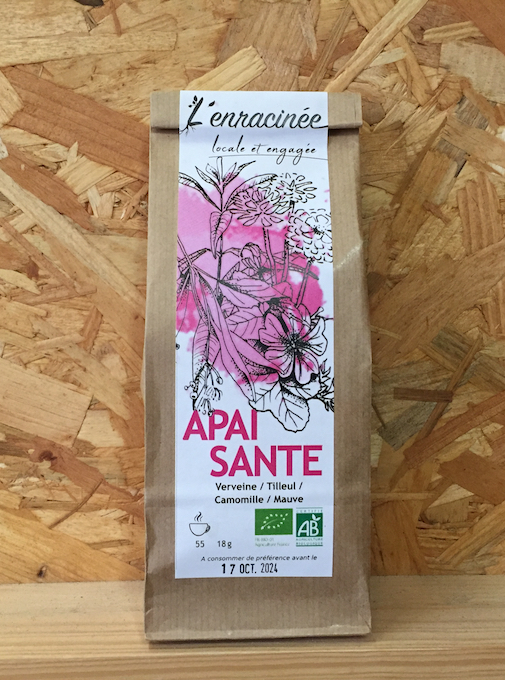 L'enracinée
locale et engagée
APAI
SANTE
Verveine / Tilleul /
Camomille / Mauve
AB
55 18g
A consommer de préférence avant le
17 OCT. 2024